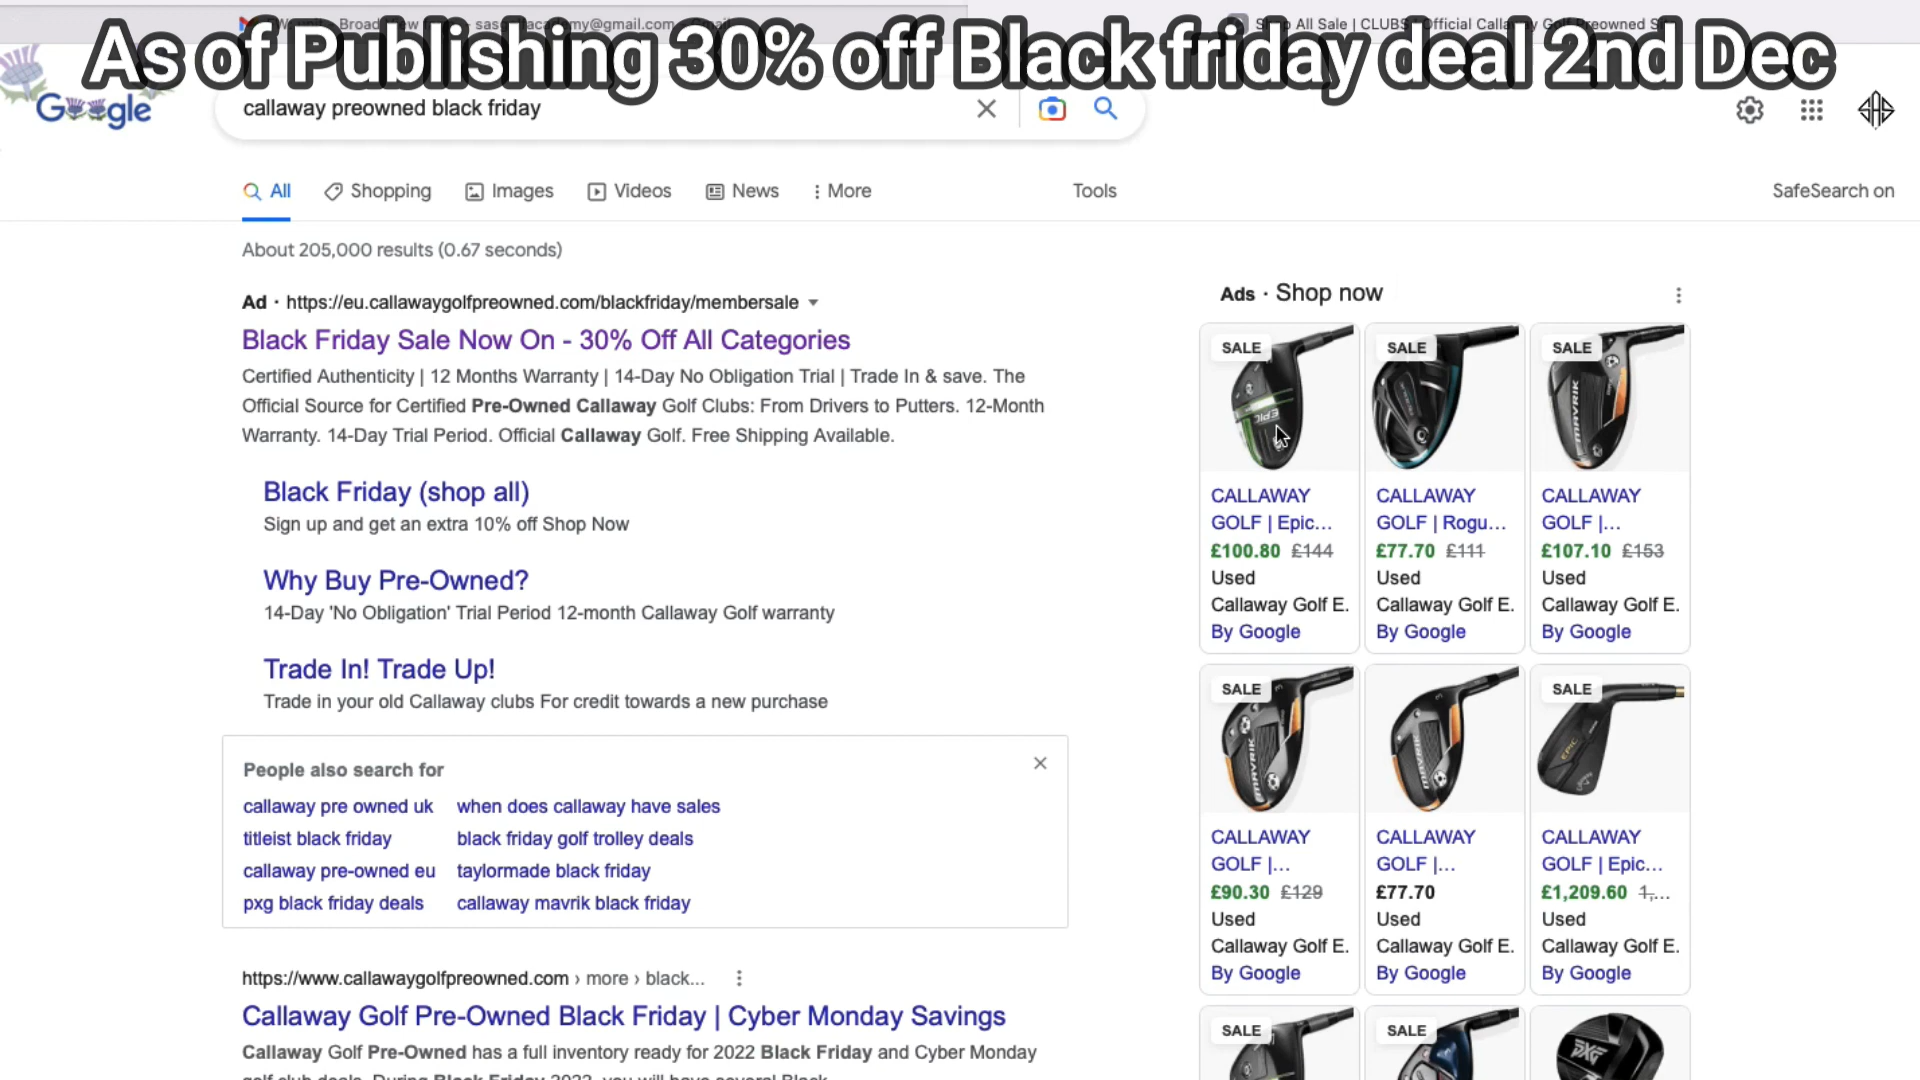 As of Publishing 30% off Black friday deal 2nd Dec
Google
callaway preowned black friday
All
Shopping
Images
Videos
News
More
Tools
SafeSearch on
About 205,000 results (0.67 seconds)
Ad · https://eu.callawaygolfpreowned.com/blackfriday/membersale
Black Friday Sale Now On - 30% Off All Categories
Certified Authenticity | 12 Months Warranty | 14-Day No Obligation Trial | Trade In & save. The
Official Source for Certified Pre-Owned Callaway Golf Clubs: From Drivers to Putters. 12-Month
Warranty. 14-Day Trial Period. Official Callaway Golf. Free Shipping Available.
Black Friday (shop all)
Sign up and get an extra 10% off Shop Now
Why Buy Pre-Owned?
14-Day 'No Obligation' Trial Period 12-month Callaway Golf warranty
Trade In! Trade Up!
Trade in your old Callaway clubs For credit towards a new purchase
People also search for
callaway pre owned uk when does callaway have sales
titleist black friday black friday golf trolley deals
callaway pre-owned eu taylormade black friday
pxg black friday deals callaway mavrik black friday
https://www.callawaygolfpreowned.com › more › black...
Callaway Golf Pre-Owned Black Friday | Cyber Monday Savings
Callaway Golf Pre-Owned has a full inventory ready for 2022 Black Friday and Cyber Monday
Ads · Shop now
SALE
EPIC
CALLAWAY
GOLF | Epic...
£100.80 £144
Used
Callaway Golf E.
By Google
SALE
CALLAWAY
GOLF | Rogu...
£77.70 £111
Used
Callaway Golf E.
By Google
SALE
MAVRIK
CALLAWAY
GOLF |...
£107.10 £153
Used
Callaway Golf E.
By Google
SALE
MAVRIK
CALLAWAY
GOLF |...
£90.30 £129
Used
Callaway Golf E.
By Google
MAVRIK
CALLAWAY
GOLF |...
£77.70
Used
Callaway Golf E.
By Google
SALE
EPIC
CALLAWAY
GOLF | Epic...
£1,209.60 1,...
Used
Callaway Golf E.
By Google
SALE
SALE
PXG